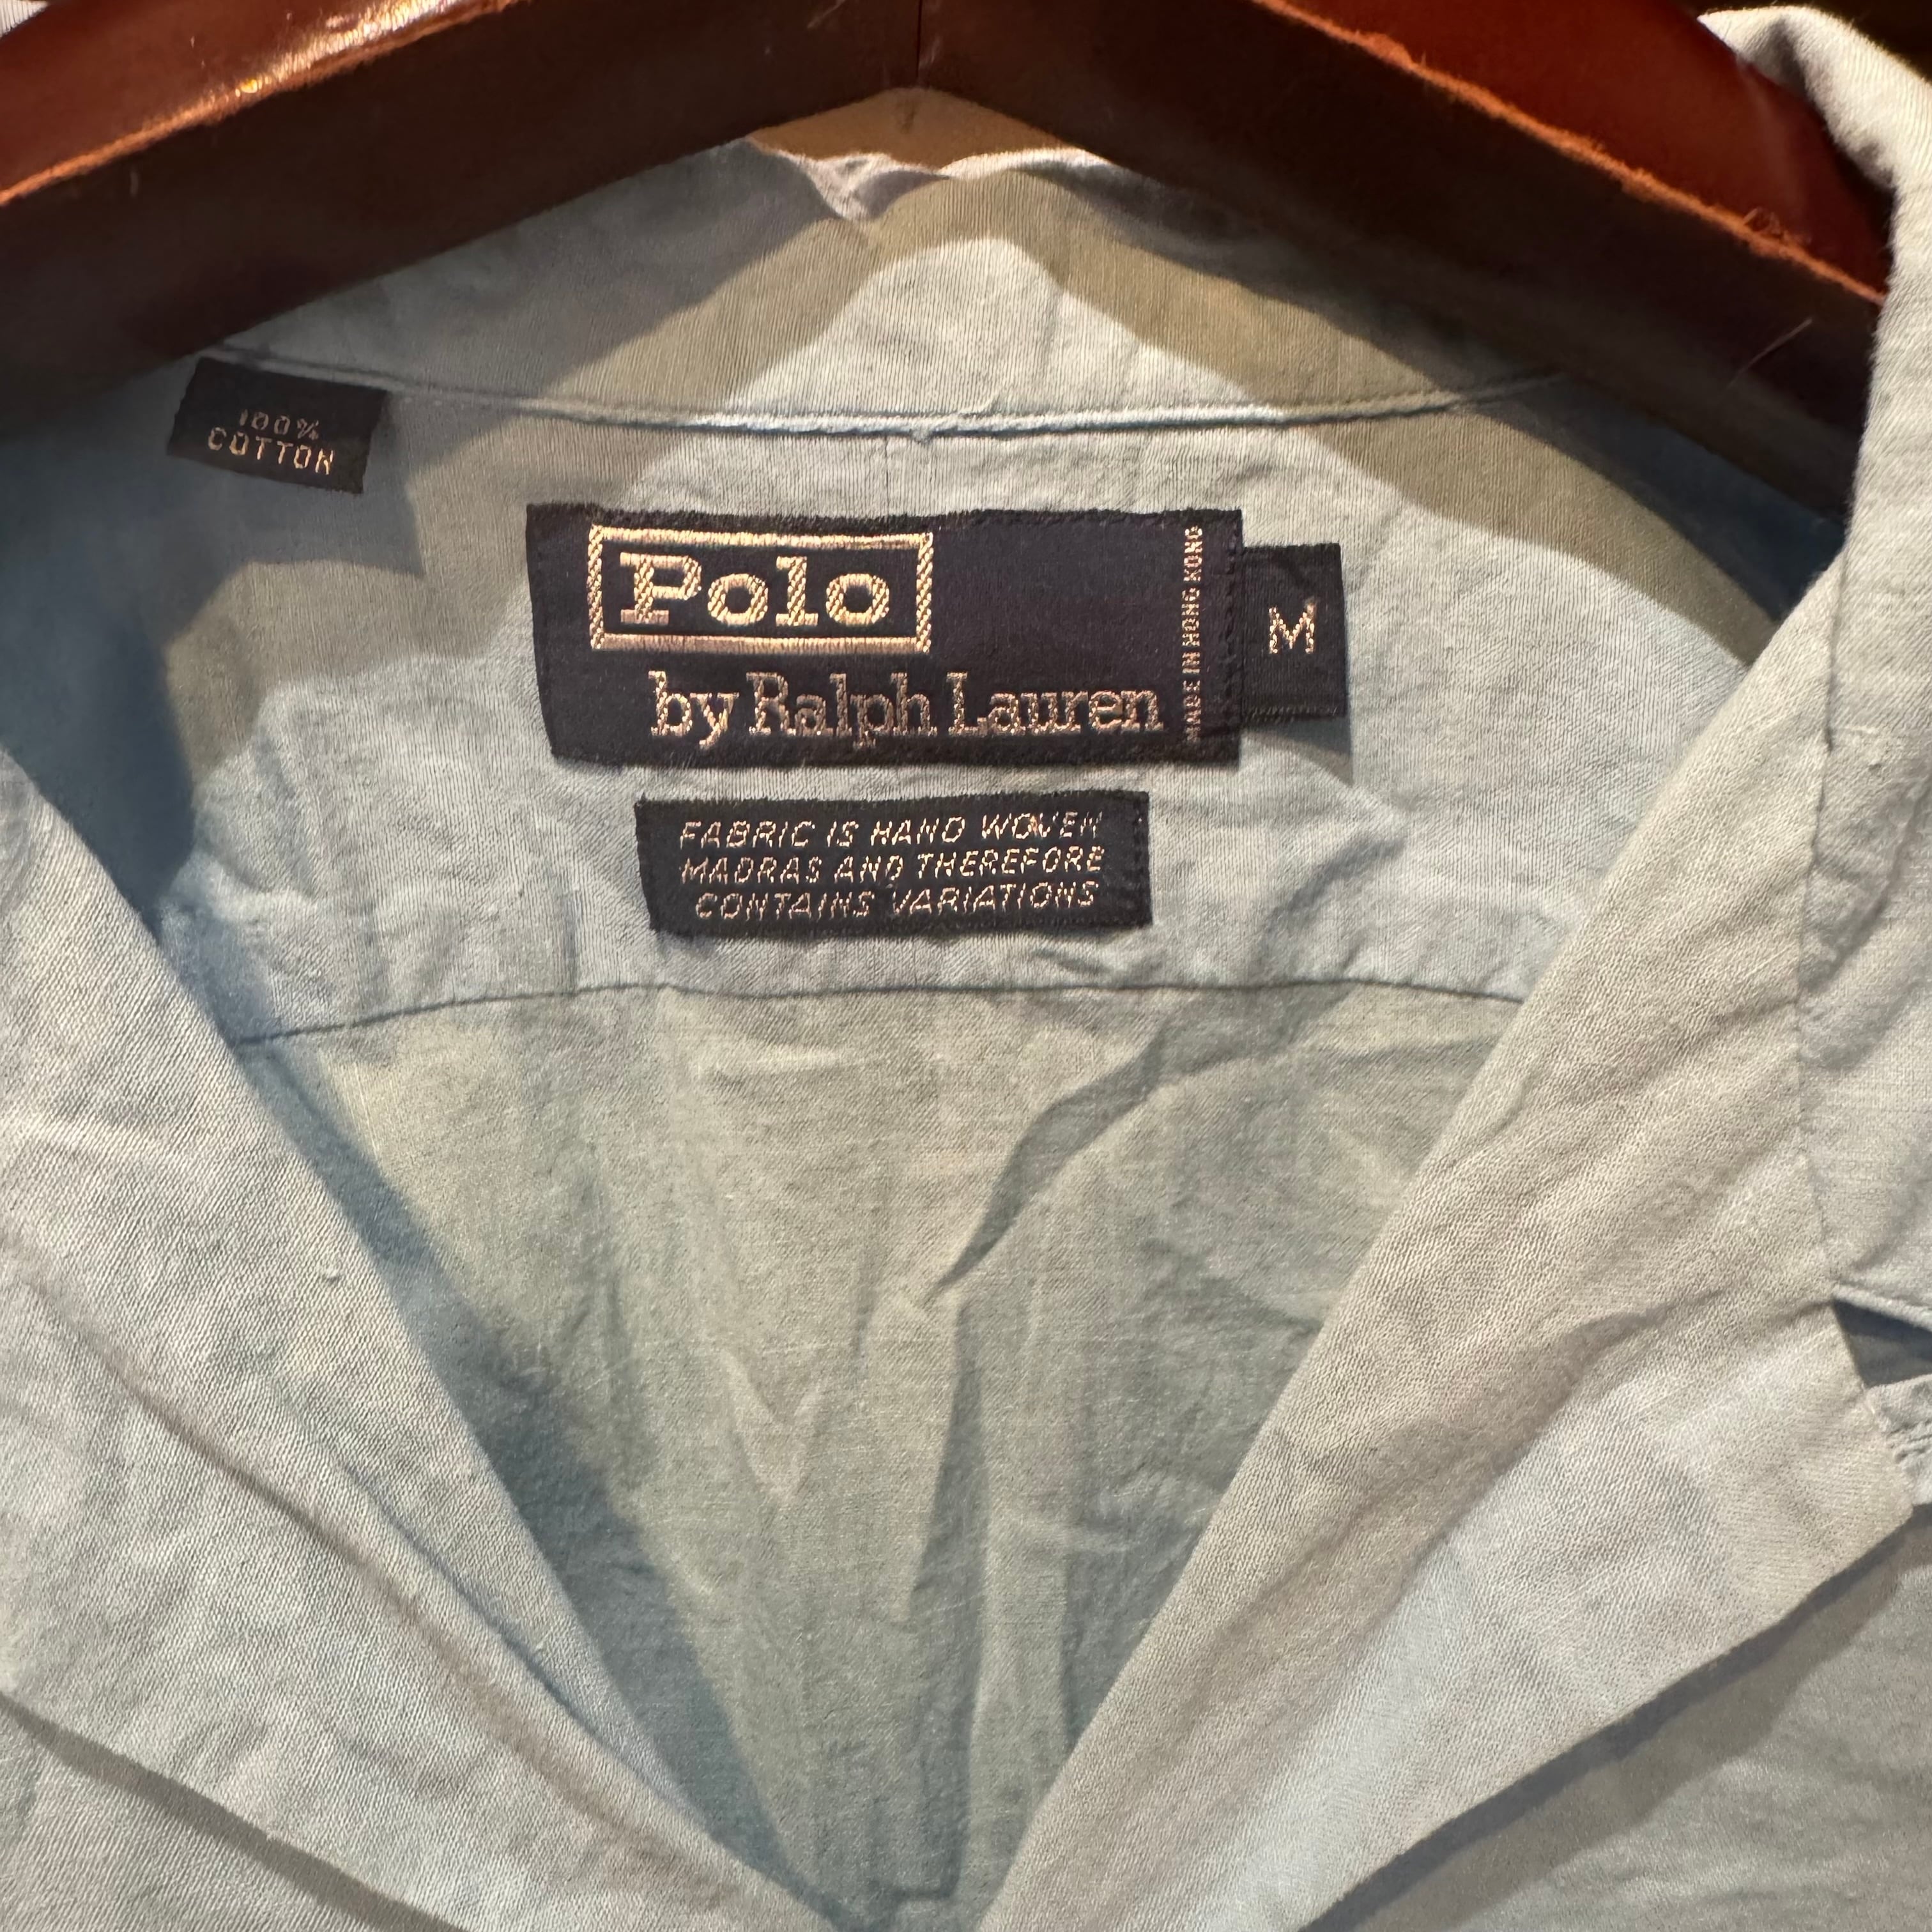 100%
COTTON
Polo
by Ralph Lauren
MADE IN HONG KONG
M
FABRIC IS HAND WOVEN
MADRAS AND THEREFORE
CONTAINS VARIATIONS